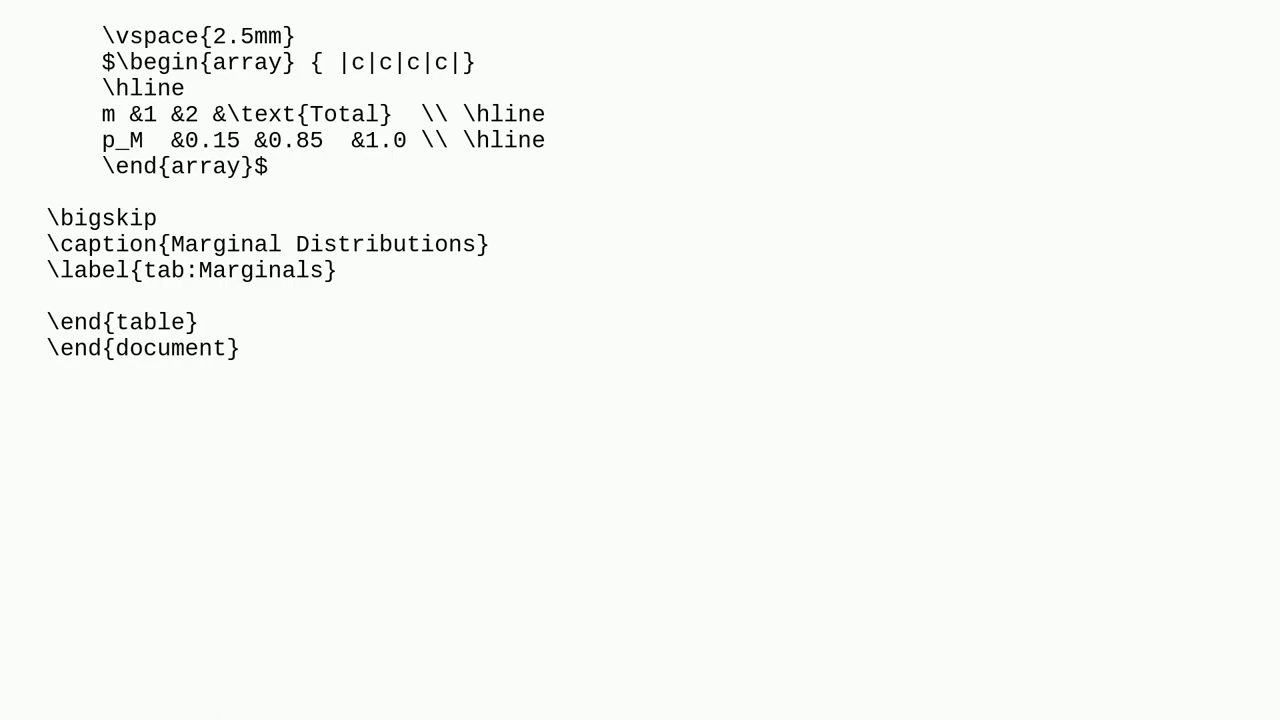 \vspace{2.5mm}
$\begin{array} { |c|c|c|c|}
\hline
m &1 &2 &\text{Total}  \\ \hline
p_M  &0.15 &0.85  &1.0 \\ \hline
\end{array}$
\bigskip
\caption{Marginal Distributions}
\label{tab:Marginals}
\end{table}
\end{document}